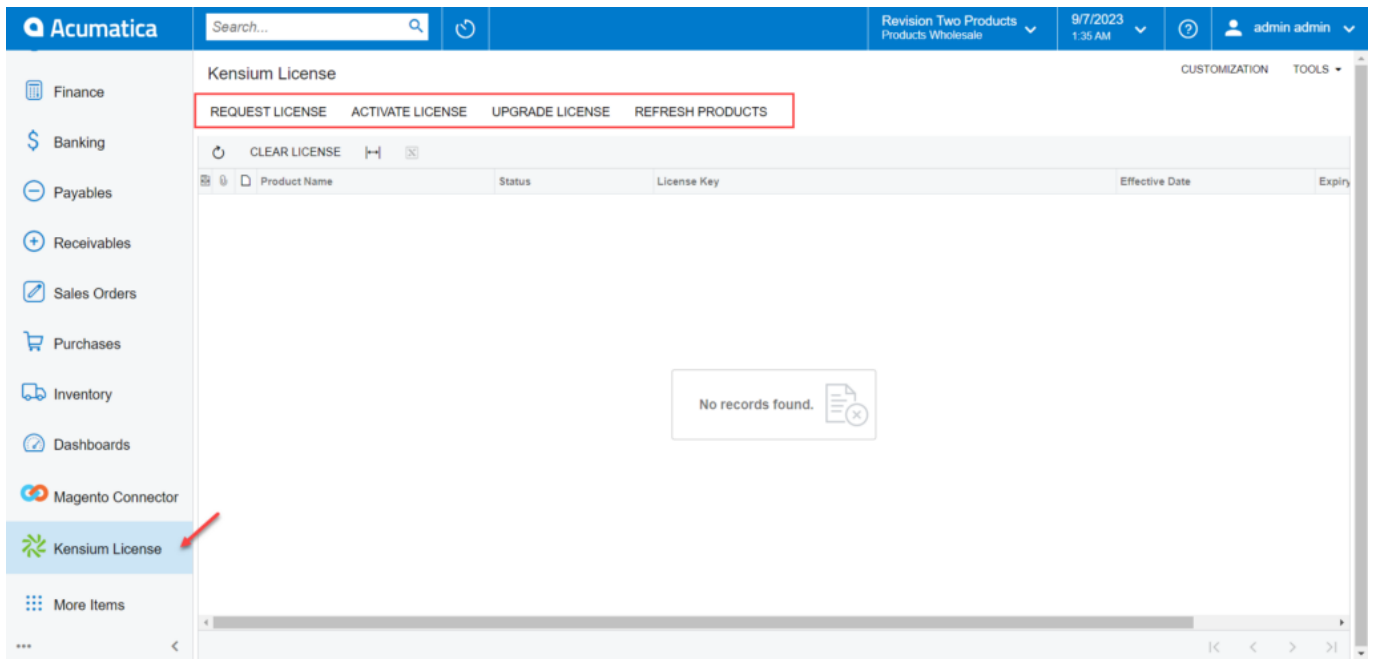 Acumatica
Search...
Revision Two Products
Products Wholesale
9/7/2023
1:35 AM
admin admin
Finance
Banking
Payables
Receivables
Sales Orders
Purchases
Inventory
Dashboards
Magento Connector
Kensium License
More Items
Kensium License
CUSTOMIZATION TOOLS
REQUEST LICENSE ACTIVATE LICENSE UPGRADE LICENSE REFRESH PRODUCTS
CLEAR LICENSE
Product Name Status License Key Effective Date Expiry
No records found.